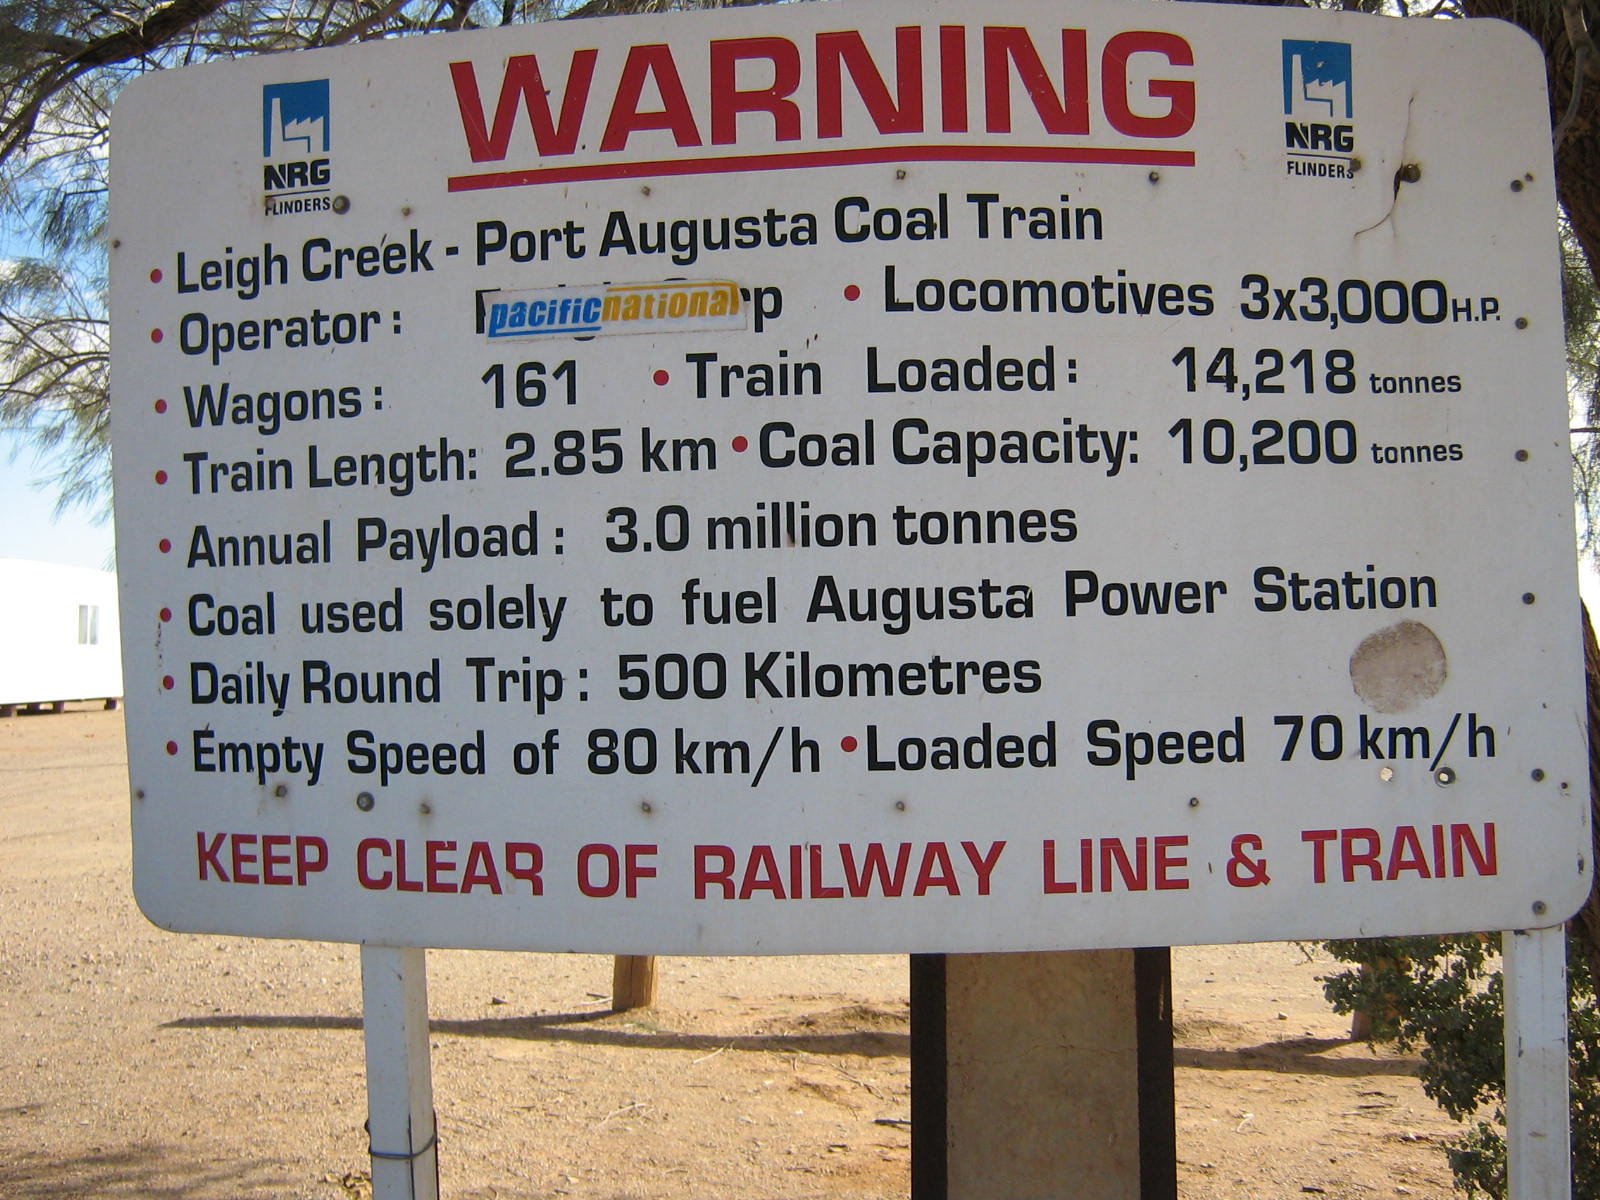 WARNING
NRG
FLINDERS
NRG
FLINDERS
• Leigh Creek - Port Augusta Coal Train
• Operator : pacificnational • Locomotives 3x3,000 H.P.
• Wagons : 161 • Train Loaded : 14,218 tonnes
• Train Length: 2.85 km • Coal Capacity: 10,200 tonnes
• Annual Payload : 3.0 million tonnes
• Coal used solely to fuel Augusta Power Station
• Daily Round Trip : 500 Kilometres
• Empty Speed of 80 km/h • Loaded Speed 70 km/h
KEEP CLEAR OF RAILWAY LINE & TRAIN